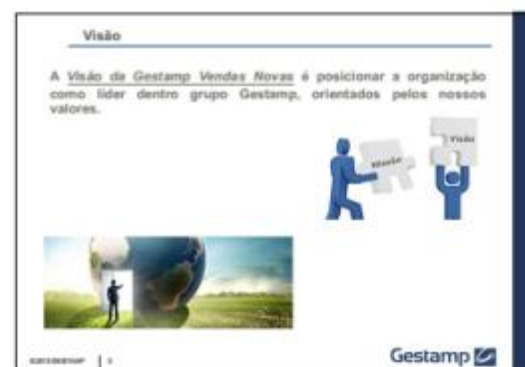 Visão
A Visão da Gestamp Vendas Novas é posicionar a organização
como líder dentro grupo Gestamp, orientados pelos nossos
valores.
Visão
Missão
Gestamp